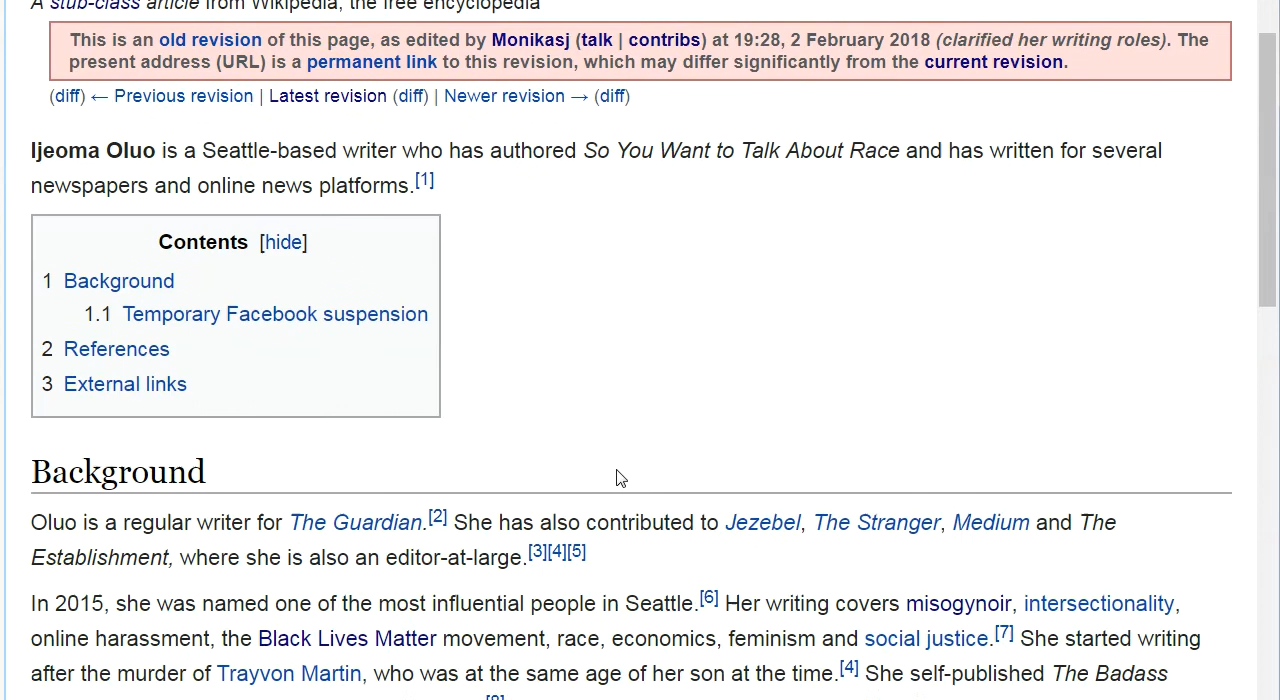 A stub-class article from Wikipedia, the free encyclopedia
This is an old revision of this page, as edited by Monikasj (talk | contribs) at 19:28, 2 February 2018 (clarified her writing roles). The
present address (URL) is a permanent link to this revision, which may differ significantly from the current revision.
(diff) ← Previous revision | Latest revision (diff) | Newer revision → (diff)
Ijeoma Oluo is a Seattle-based writer who has authored So You Want to Talk About Race and has written for several
newspapers and online news platforms.[1]
Contents [hide]
1 Background
1.1 Temporary Facebook suspension
2 References
3 External links
Background
Oluo is a regular writer for The Guardian.[2] She has also contributed to Jezebel, The Stranger, Medium and The
Establishment, where she is also an editor-at-large.[3][4][5]
In 2015, she was named one of the most influential people in Seattle.[6] Her writing covers misogynoir, intersectionality,
online harassment, the Black Lives Matter movement, race, economics, feminism and social justice.[7] She started writing
after the murder of Trayvon Martin, who was at the same age of her son at the time.[4] She self-published The Badass